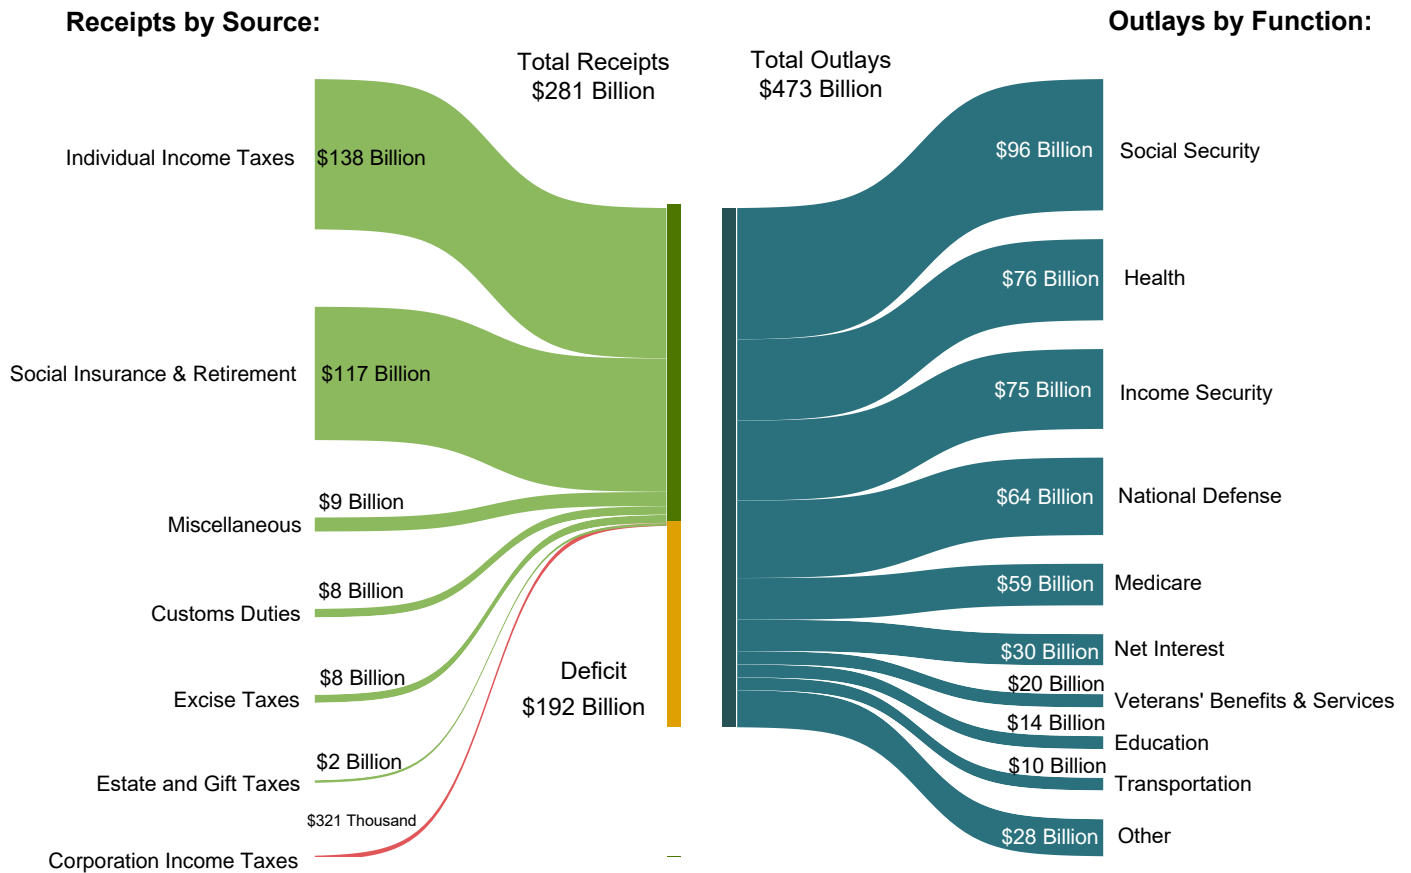 Receipts by Source:
Outlays by Function:
Total Receipts
$281 Billion
Total Outlays
$473 Billion
Individual Income Taxes
$138 Billion
Social Insurance & Retirement
$117 Billion
$9 Billion
Miscellaneous
$8 Billion
Customs Duties
$8 Billion
Excise Taxes
$2 Billion
Estate and Gift Taxes
$321 Thousand
Corporation Income Taxes
Deficit
$192 Billion
$96 Billion
Social Security
$76 Billion
Health
$75 Billion
Income Security
$64 Billion
National Defense
$59 Billion
Medicare
$30 Billion
Net Interest
$20 Billion
Veterans' Benefits & Services
$14 Billion
Education
$10 Billion
Transportation
$28 Billion
Other